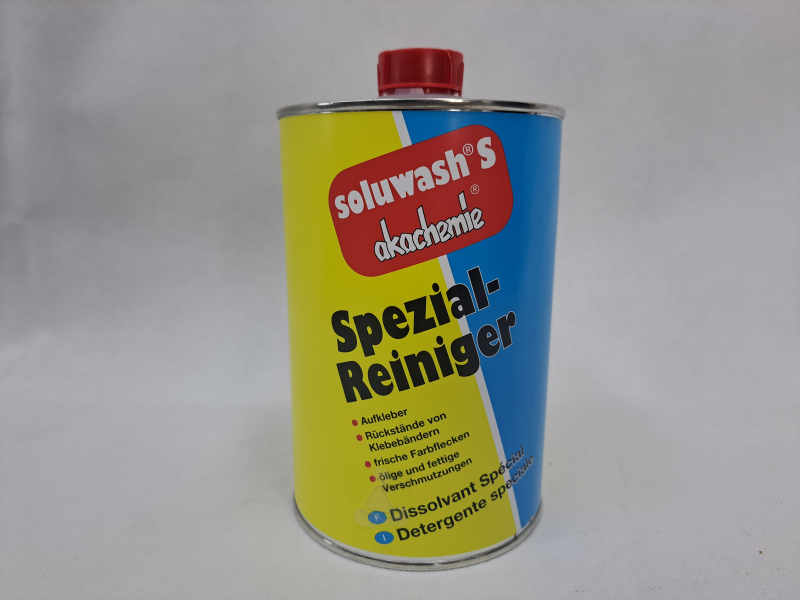 soluwash® S
akachemie®
Spezial-
Reiniger
• Aufkleber
• Rückstände von
Klebebändern
• frische Farbflecken
• ölige und fettige
Verschmutzungen
F Dissolvant Spécial
I Detergente speciale